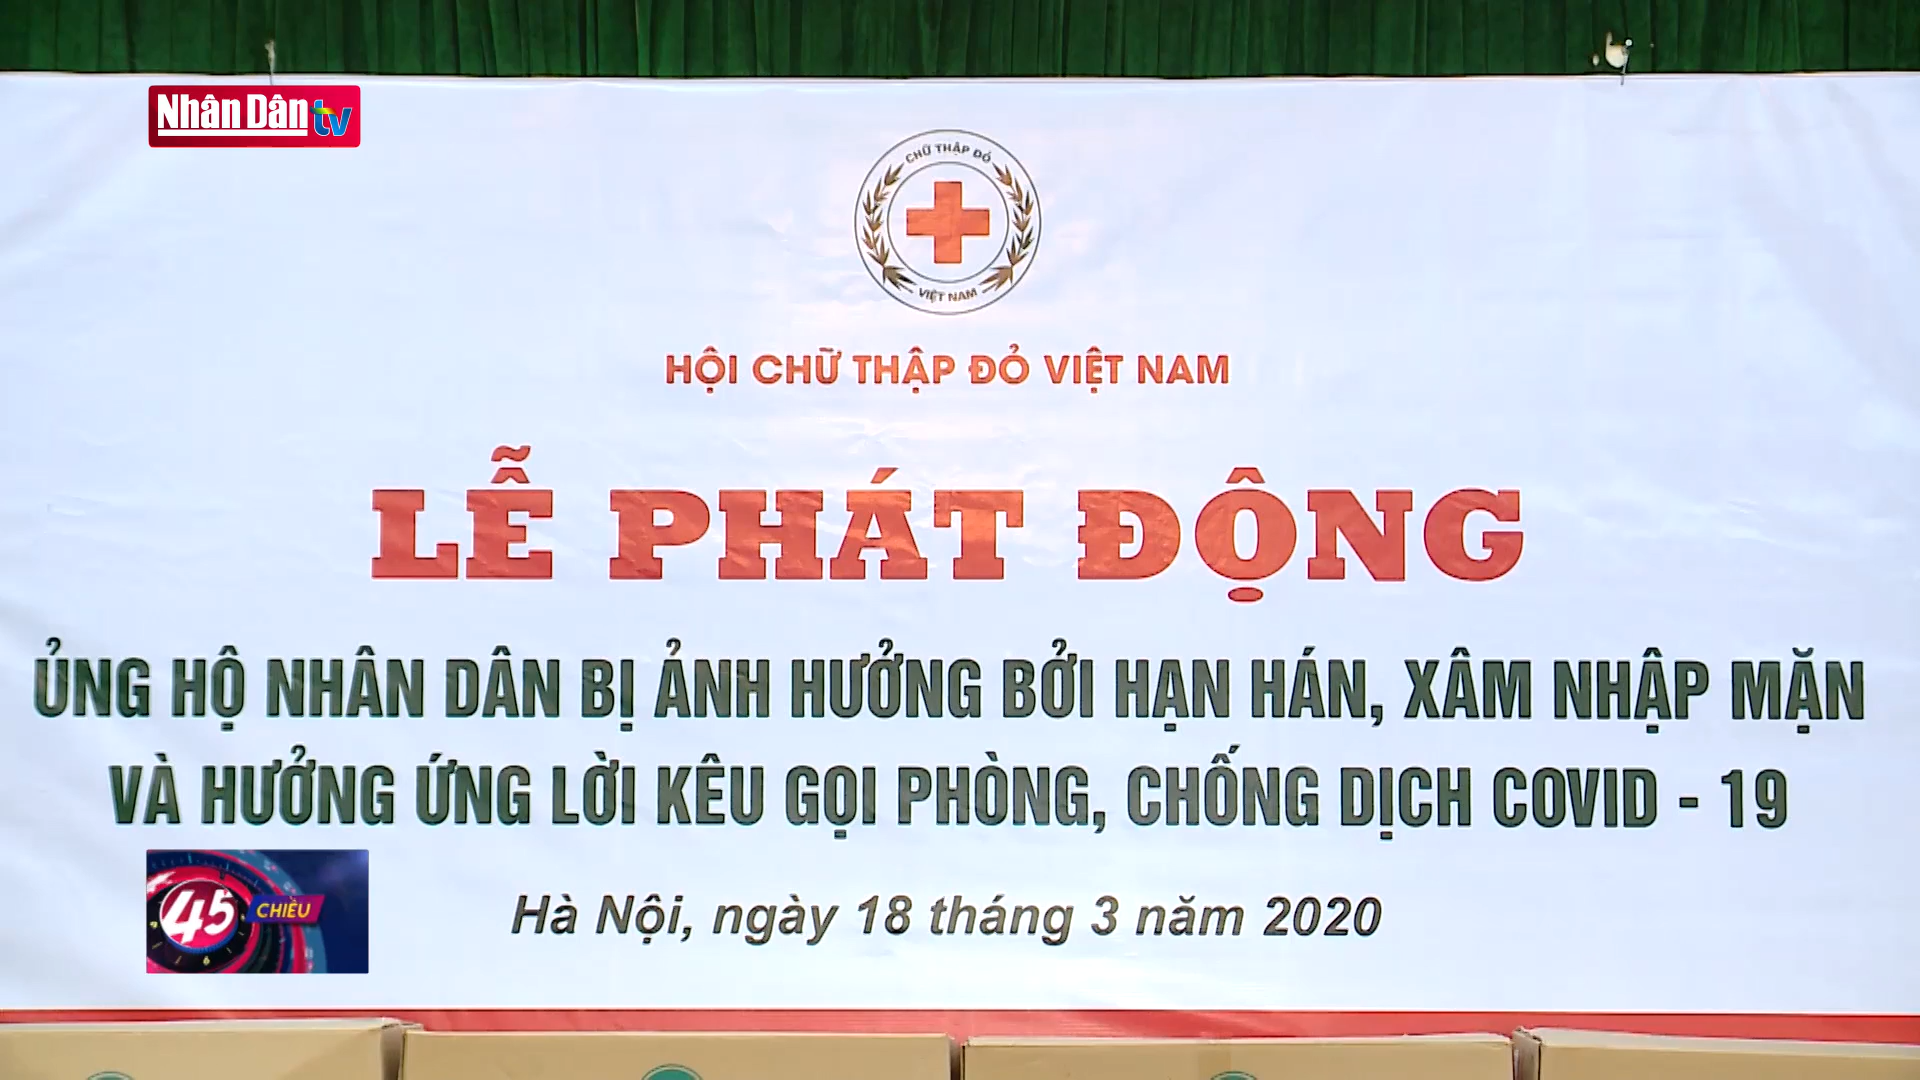 Nhân Dân tv
CHỮ THẬP ĐỎ
VIỆT NAM
HỘI CHỮ THẬP ĐỎ VIỆT NAM
LỄ PHÁT ĐỘNG
ỦNG HỘ NHÂN DÂN BỊ ẢNH HƯỞNG BỞI HẠN HÁN, XÂM NHẬP MẶN
VÀ HƯỞNG ỨNG LỜI KÊU GỌI PHÒNG, CHỐNG DỊCH COVID - 19
45 CHIỀU
Hà Nội, ngày 18 tháng 3 năm 2020